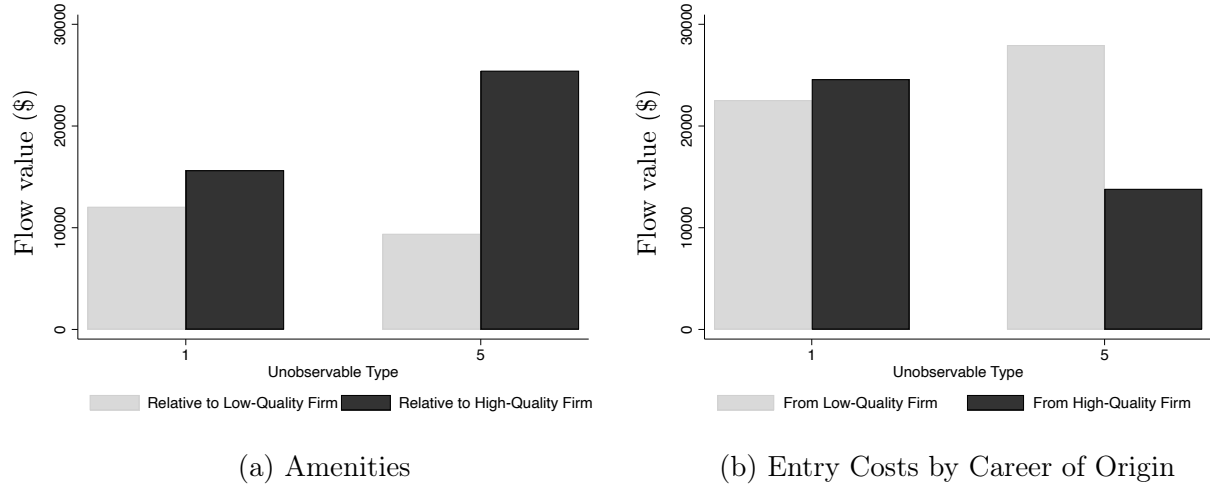 Flow value ($)
30000
20000
10000
0
1
5
Unobservable Type
Relative to Low-Quality Firm
Relative to High-Quality Firm
(a) Amenities
Flow value ($)
30000
20000
10000
0
1
5
Unobservable Type
From Low-Quality Firm
From High-Quality Firm
(b) Entry Costs by Career of Origin